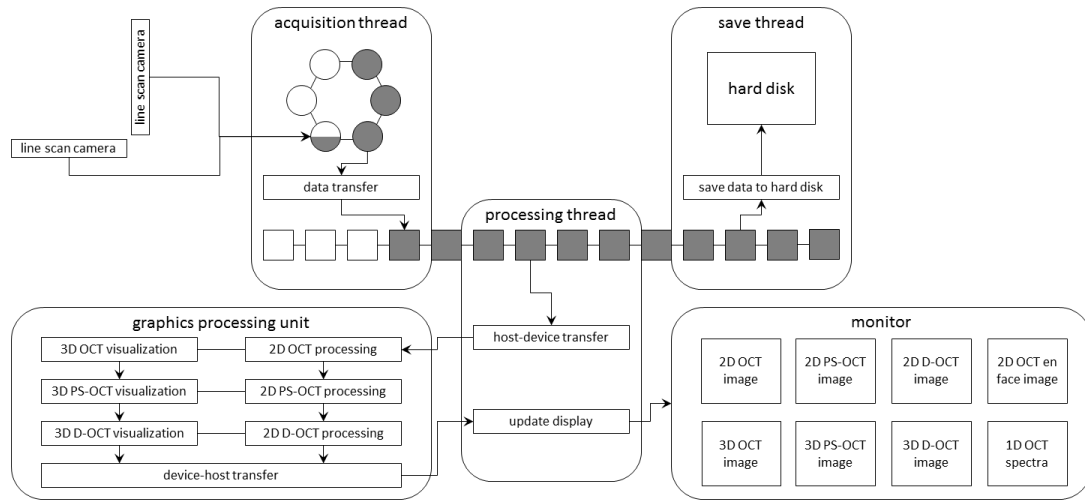 acquisition thread
save thread
line scan camera
line scan camera
hard disk
data transfer
save data to hard disk
processing thread
graphics processing unit
host-device transfer
monitor
3D OCT visualization
2D OCT processing
3D PS-OCT visualization
2D PS-OCT processing
3D D-OCT visualization
2D D-OCT processing
device-host transfer
update display
2D OCT
image
2D PS-OCT
image
2D D-OCT
image
2D OCT en
face image
3D OCT
image
3D PS-OCT
image
3D D-OCT
image
1D OCT
spectra